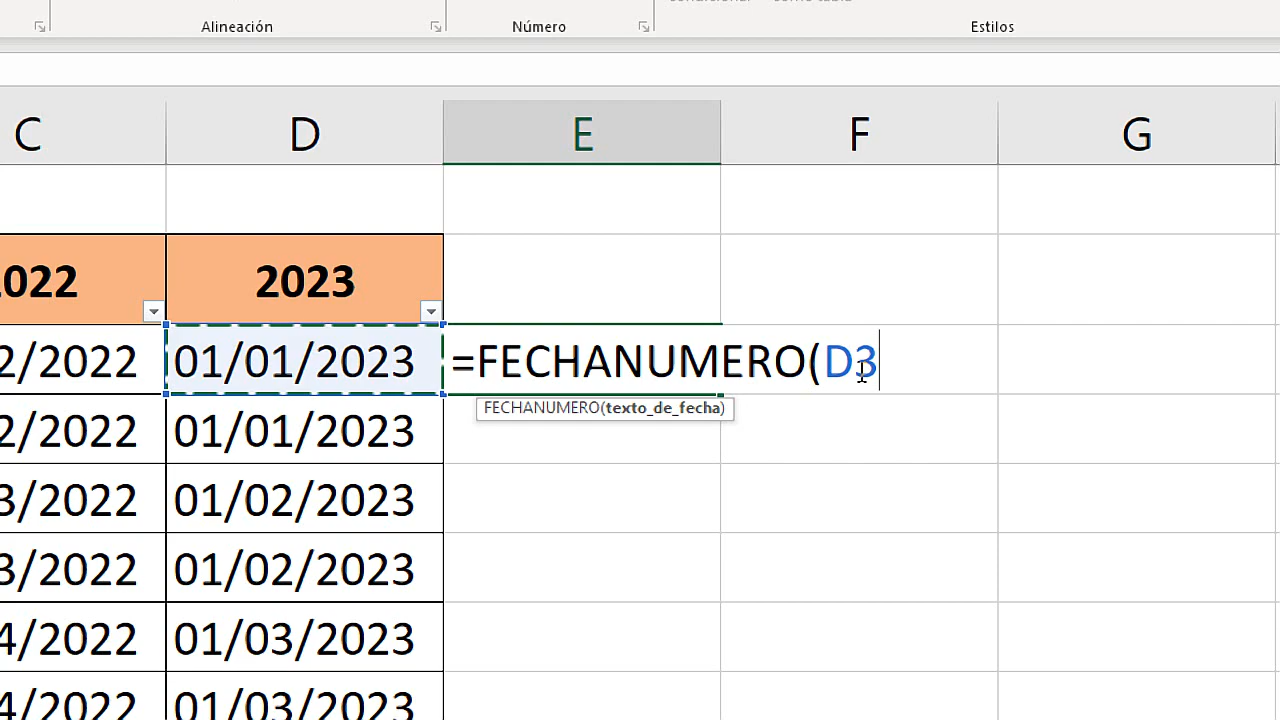 Alineación Número Estilos
C D E F G
2023
2/2022 01/01/2023 =FECHANUMERO(D3
FECHANUMERO(texto_de_fecha)
2/2022 01/01/2023
3/2022 01/02/2023
3/2022 01/02/2023
4/2022 01/03/2023
4/2022 01/03/2023